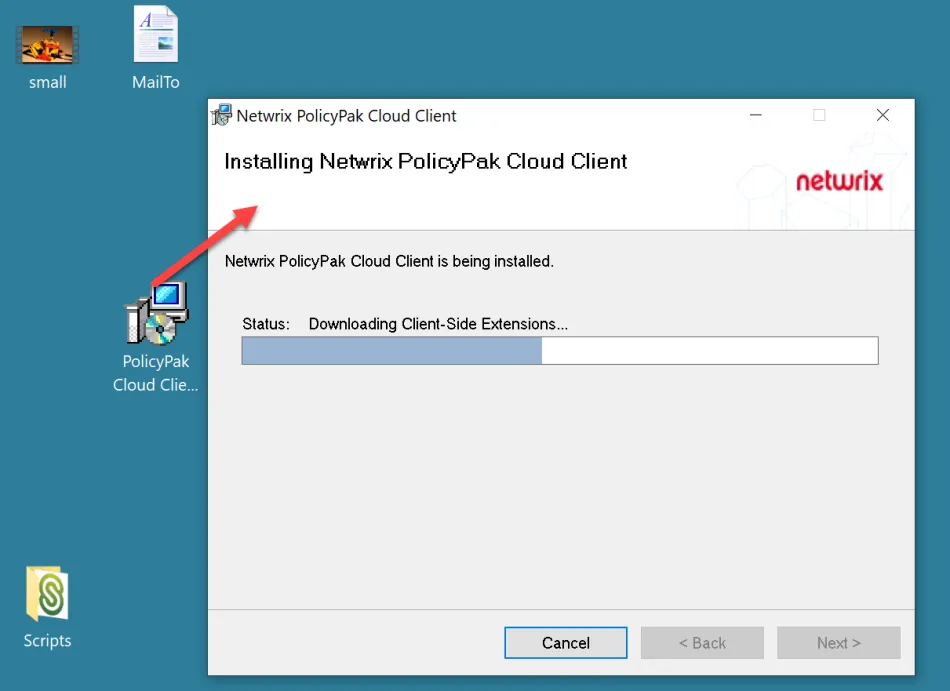 small
MailTo
Netwrix PolicyPak Cloud Client
Installing Netwrix PolicyPak Cloud Client
netwrix
Netwrix PolicyPak Cloud Client is being installed.
Status: Downloading Client-Side Extensions...
PolicyPak
Cloud Clie...
Scripts
Cancel
< Back
Next >